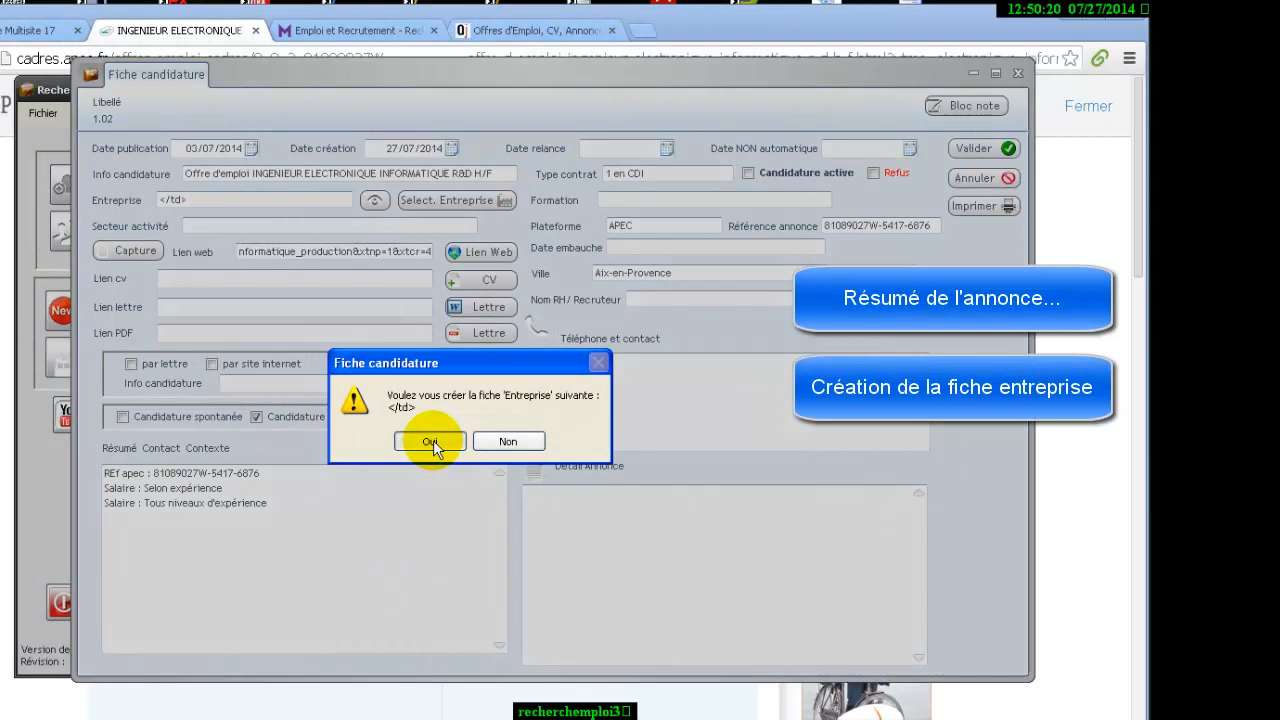 12:50:20 07/27/2014
e Multisite 17
INGENIEUR ELECTRONIQUE
Emploi et Recrutement - Rec
Offres d'Emploi, CV, Annonc
Fermer
Reche
Fichier
Fiche candidature
Libellé
1.02
Bloc note
Date publication 03/07/2014
Date création 27/07/2014
Date relance
Date NON automatique
Valider
Info candidature Offre d'emploi INGENIEUR ELECTRONIQUE INFORMATIQUE R&D H/F
Type contrat 1 en CDI
Candidature active
Refus
Annuler
Entreprise </td>
Select. Entreprise
Formation
Imprimer
Secteur activité
Plateforme APEC
Référence annonce 81089027W-5417-6876
Capture
Lien web nformatique_production&xtnp=1&xtcr=4
Lien Web
Date embauche
Lien cv
CV
Ville Aix-en-Provence
Lien lettre
Lettre
Nom RH / Recruteur
Résumé de l'annonce...
Lien PDF
Lettre
Téléphone et contact
par lettre
par site internet
Info candidature
Candidature spontanée
Candidature
Fiche candidature
Voulez vous créer la fiche 'Entreprise' suivante :
</td>
Oui
Non
Création de la fiche entreprise
New
You
Résumé Contact Contexte
Détail Annonce
REf apec : 81089027W-5417-6876
Salaire : Selon expérience
Salaire : Tous niveaux d'expérience
Version de
Révision :
recherchemploi3